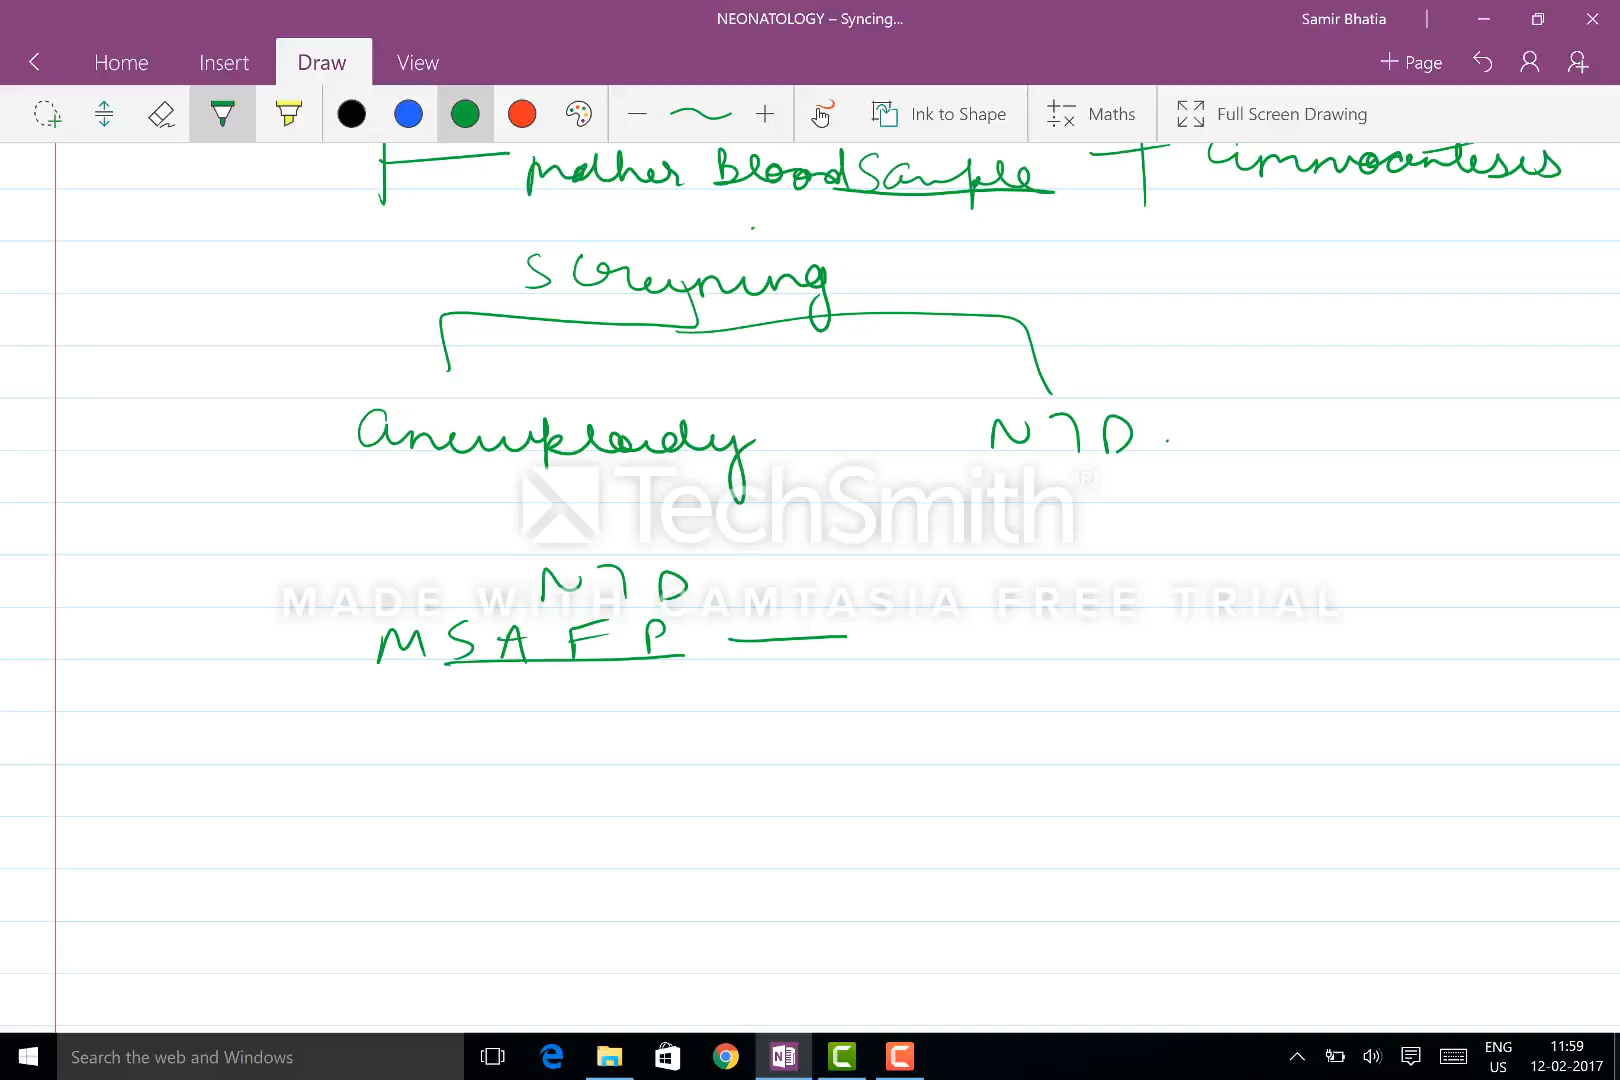 NEONATOLOGY – Syncing...
Samir Bhatia
Home Insert Draw View
Page
Ink to Shape Maths Full Screen Drawing
mother Blood Sample
Screening
Aneuploidy NTD.
TechSmith®
MADE WITH CAMTASIA FREE TRIAL
NTD
MSAFP —
Search the web and Windows
ENG US
11:59
12-02-2017